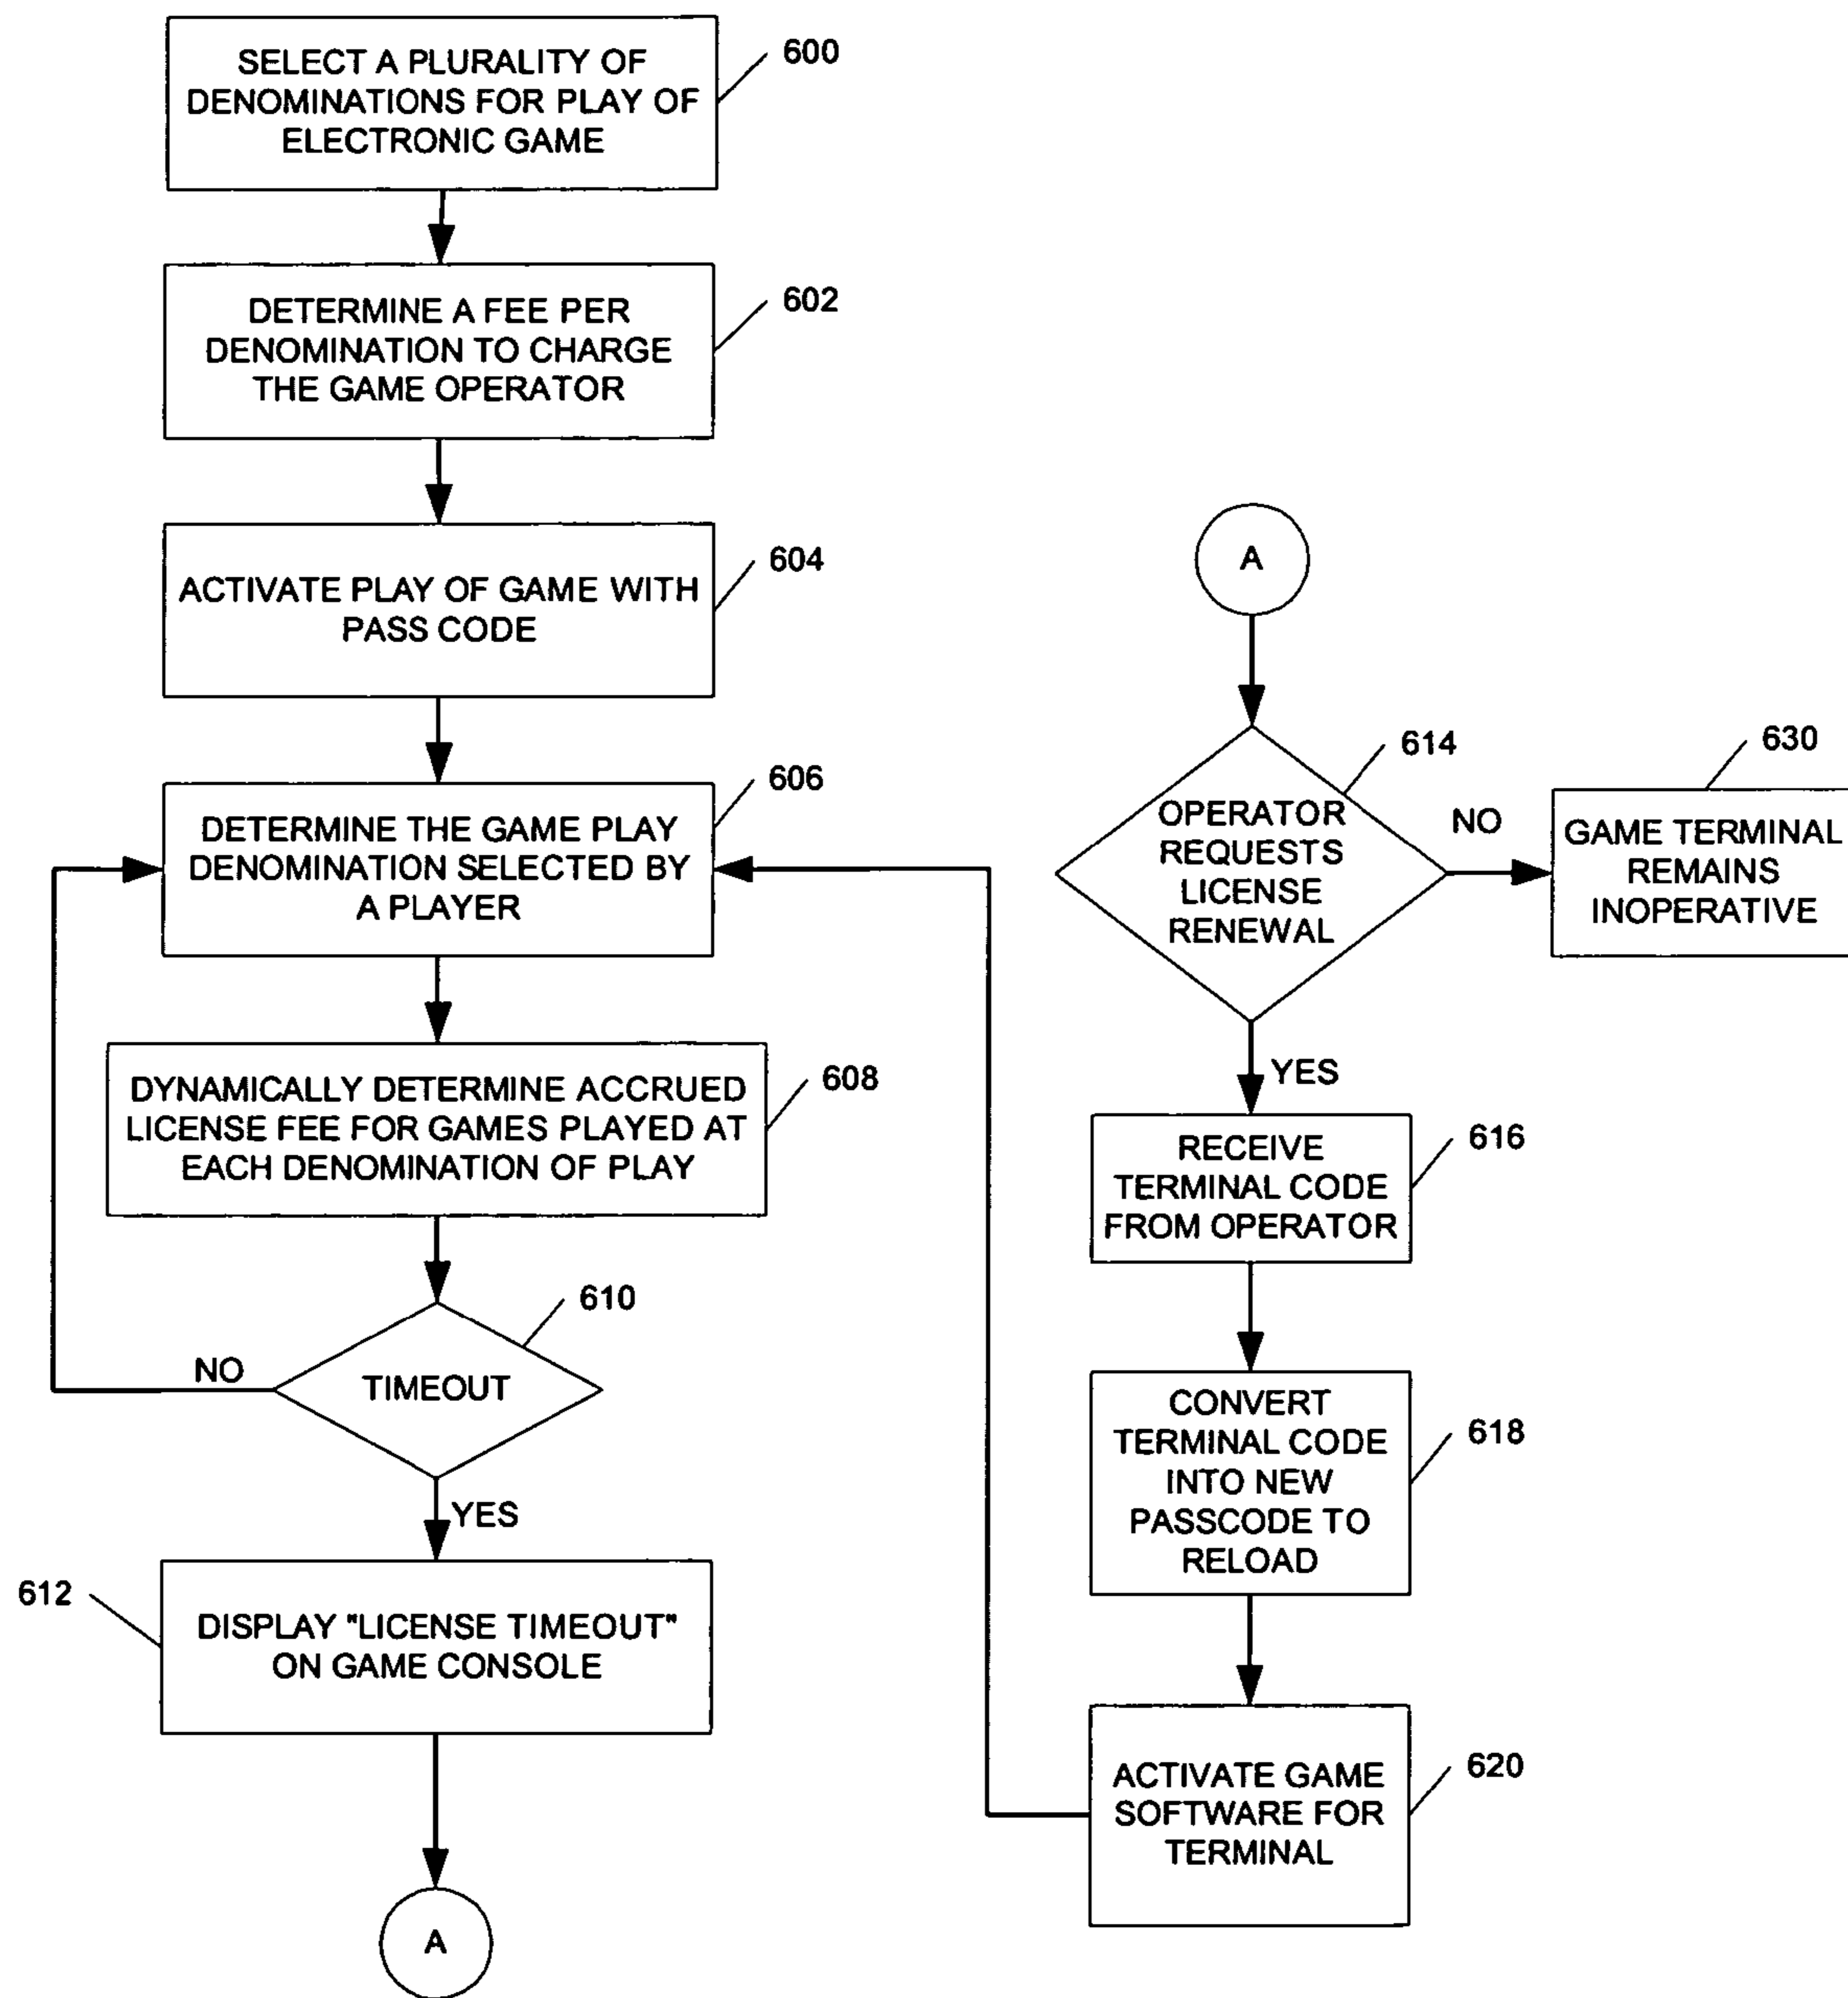 SELECT A PLURALITY OF
DENOMINATIONS FOR PLAY OF
ELECTRONIC GAME
600
DETERMINE A FEE PER
DENOMINATION TO CHARGE
THE GAME OPERATOR
602
ACTIVATE PLAY OF GAME WITH
PASS CODE
604
DETERMINE THE GAME PLAY
DENOMINATION SELECTED BY
A PLAYER
606
DYNAMICALLY DETERMINE ACCRUED
LICENSE FEE FOR GAMES PLAYED AT
EACH DENOMINATION OF PLAY
608
TIMEOUT
610
NO
YES
612
DISPLAY "LICENSE TIMEOUT"
ON GAME CONSOLE
A
A
OPERATOR
REQUESTS
LICENSE
RENEWAL
614
NO
630
GAME TERMINAL
REMAINS
INOPERATIVE
YES
RECEIVE
TERMINAL CODE
FROM OPERATOR
616
CONVERT
TERMINAL CODE
INTO NEW
PASSCODE TO
RELOAD
618
ACTIVATE GAME
SOFTWARE FOR
TERMINAL
620